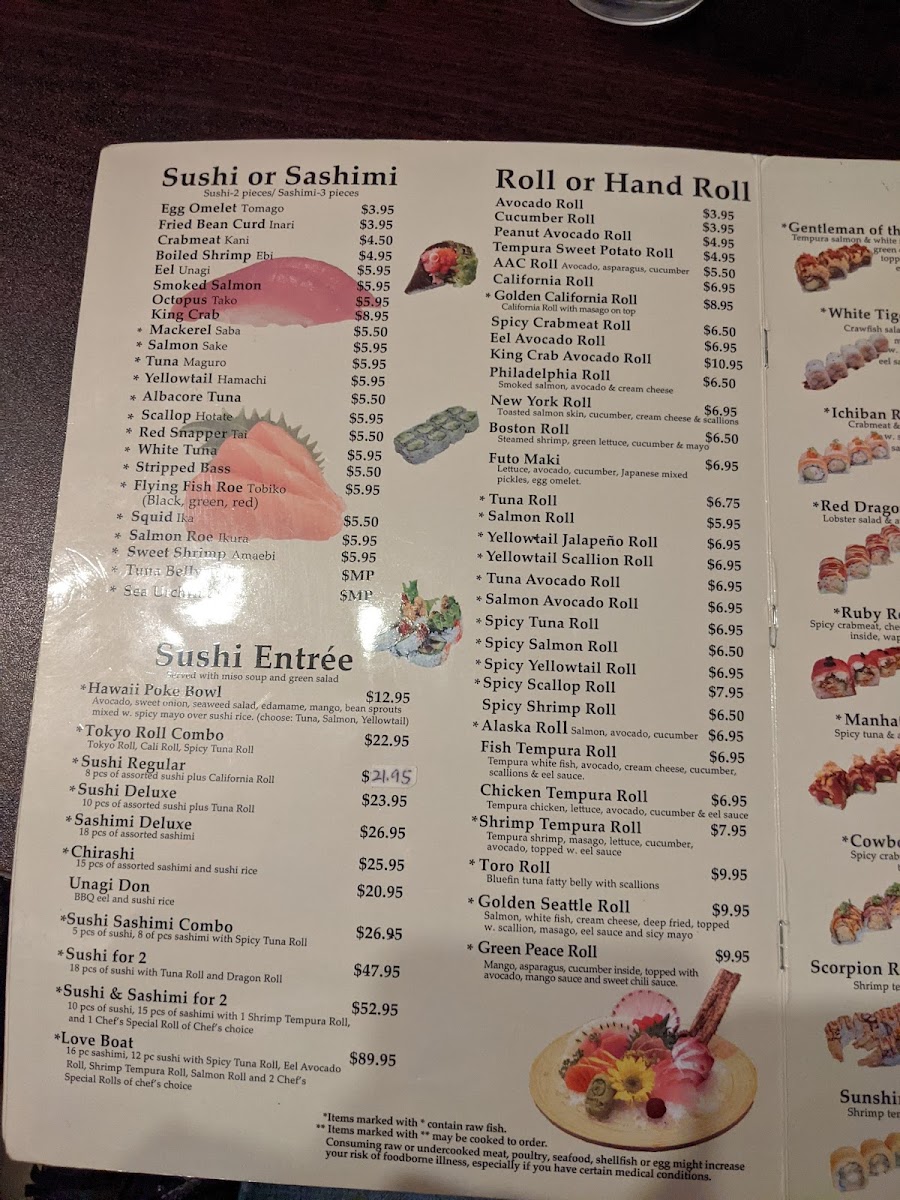 Sushi or Sashimi
Sushi-2 pieces/ Sashimi-3 pieces
Egg Omelet Tomago $3.95
Fried Bean Curd Inari $3.95
Crabmeat Kani $4.50
Boiled Shrimp Ebi $4.95
Eel Unagi $5.95
Smoked Salmon $5.95
Octopus Tako $5.95
King Crab $8.95
* Mackerel Saba $5.50
* Salmon Sake $5.95
* Tuna Maguro $5.95
* Yellowtail Hamachi $5.95
* Albacore Tuna $5.50
* Scallop Hotate $5.95
* Red Snapper Tai $5.50
* White Tuna $5.95
* Stripped Bass $5.50
* Flying Fish Roe Tobiko $5.95
(Black, green, red)
* Squid Ika $5.50
* Salmon Roe Ikura $5.95
* Sweet Shrimp Amaebi $5.95
* Tuna Belly $MP
* Sea Urchin $MP
Sushi Entrée
Served with miso soup and green salad
*Hawaii Poke Bowl $12.95
Avocado, sweet onion, seaweed salad, edamame, mango, bean sprouts
mixed w. spicy mayo over sushi rice. (choose: Tuna, Salmon, Yellowtail)
*Tokyo Roll Combo $22.95
Tokyo Roll, Cali Roll, Spicy Tuna Roll
*Sushi Regular $21.95
8 pcs of assorted sushi plus California Roll
*Sushi Deluxe $23.95
10 pcs of assorted sushi plus Tuna Roll
*Sashimi Deluxe $26.95
18 pcs of assorted sashimi
*Chirashi $25.95
15 pcs of assorted sashimi and sushi rice
Unagi Don $20.95
BBQ eel and sushi rice
*Sushi Sashimi Combo $26.95
5 pcs of sushi, 8 of pcs sashimi with Spicy Tuna Roll
*Sushi for 2 $47.95
18 pcs of sushi with Tuna Roll and Dragon Roll
*Sushi & Sashimi for 2 $52.95
10 pcs of sushi, 15 pcs of sashimi with 1 Shrimp Tempura Roll,
and 1 Chef's Special Roll of Chef's choice
*Love Boat $89.95
16 pc sashimi, 12 pc sushi with Spicy Tuna Roll, Eel Avocado
Roll, Shrimp Tempura Roll, Salmon Roll and 2 Chef's
Special Rolls of chef's choice
Roll or Hand Roll
Avocado Roll $3.95
Cucumber Roll $3.95
Peanut Avocado Roll $4.95
Tempura Sweet Potato Roll $4.95
AAC Roll Avocado, asparagus, cucumber $5.50
California Roll $6.95
* Golden California Roll $8.95
California Roll with masago on top
Spicy Crabmeat Roll $6.50
Eel Avocado Roll $6.95
King Crab Avocado Roll $10.95
Philadelphia Roll $6.50
Smoked salmon, avocado & cream cheese
New York Roll $6.95
Toasted salmon skin, cucumber, cream cheese & scallions
Boston Roll $6.50
Steamed shrimp, green lettuce, cucumber & mayo
Futo Maki $6.95
Lettuce, avocado, cucumber, Japanese mixed
pickles, egg omelet.
* Tuna Roll $6.75
* Salmon Roll $5.95
* Yellowtail Jalapeño Roll $6.95
* Yellowtail Scallion Roll $6.95
* Tuna Avocado Roll $6.95
* Salmon Avocado Roll $6.95
* Spicy Tuna Roll $6.95
* Spicy Salmon Roll $6.50
* Spicy Yellowtail Roll $6.95
* Spicy Scallop Roll $7.95
Spicy Shrimp Roll $6.50
* Alaska Roll Salmon, avocado, cucumber $6.95
Fish Tempura Roll $6.95
Tempura white fish, avocado, cream cheese, cucumber,
scallions & eel sauce.
Chicken Tempura Roll $6.95
Tempura chicken, lettuce, avocado, cucumber & eel sauce
*Shrimp Tempura Roll $7.95
Tempura shrimp, masago, lettuce, cucumber,
avocado, topped w. eel sauce
* Toro Roll $9.95
Bluefin tuna fatty belly with scallions
* Golden Seattle Roll $9.95
Salmon, white fish, cream cheese, deep fried, topped
w. scallion, masago, eel sauce and sicy mayo
* Green Peace Roll $9.95
Mango, asparagus, cucumber inside, topped with
avocado, mango sauce and sweet chili sauce.
*Items marked with * contain raw fish.
** Items marked with ** may be cooked to order.
Consuming raw or undercooked meat, poultry, seafood, shellfish or egg might increase
your risk of foodborne illness, especially if you have certain medical conditions.
*Gentleman of th
Tempura salmon & white
green
topp
*White Tig
Crawfish sala
w.
eel s
*Ichiban R
Crabmeat &
w. s
sa
*Red Drago
Lobster salad & a
*Ruby Ro
Spicy crabmeat, che
inside, wap
*Manha
Spicy tuna & a
*Cowbo
Spicy crab
Scorpion R
Shrimp te
Sunshi
Shrimp ter